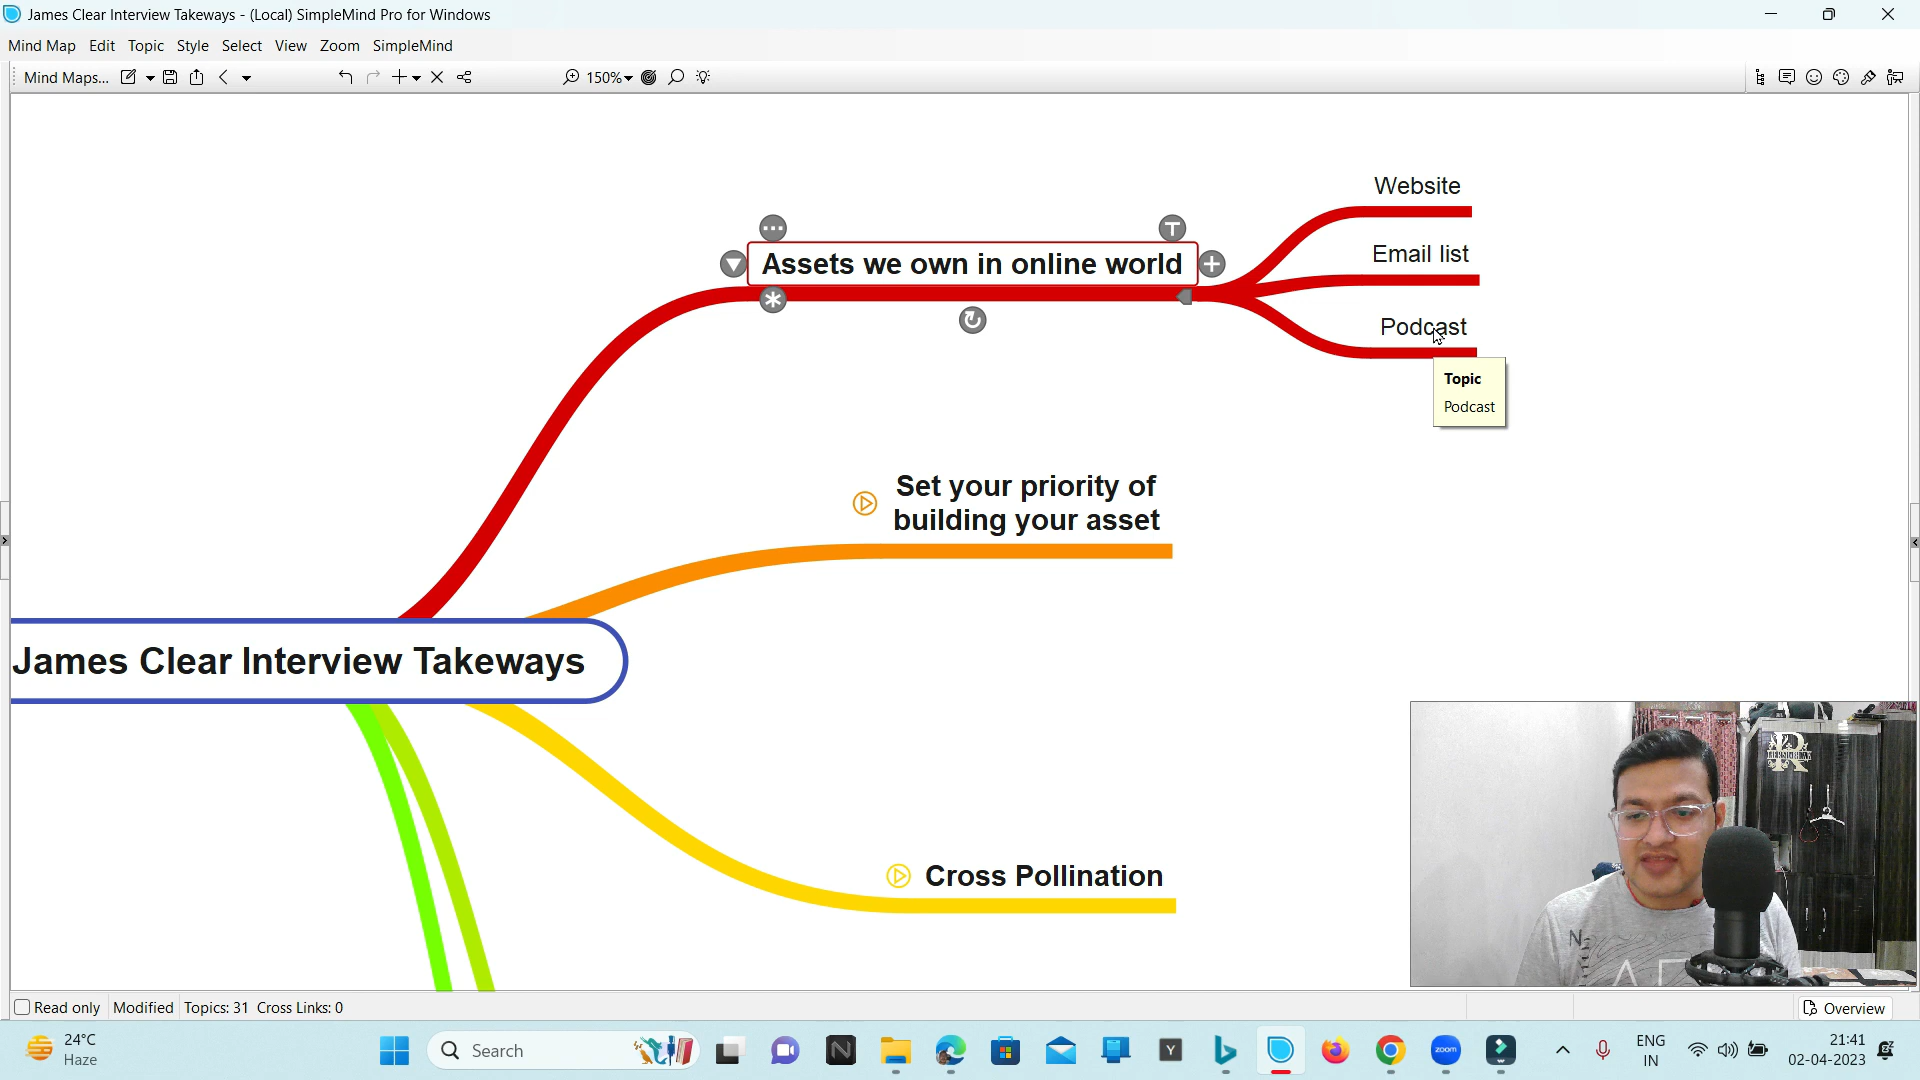 James Clear Interview Takeways - (Local) SimpleMind Pro for Windows
Mind Map Edit Topic Style Select View Zoom SimpleMind
Mind Maps... 150%
Website
Email list
Podcast
T
Assets we own in online world
Topic
Podcast
Set your priority of
building your asset
James Clear Interview Takeways
Cross Pollination
R
N
Read only Modified Topics: 31 Cross Links: 0 Overview
24°C
Haze
Search
N
Y
zoom
ENG
IN
21:41
02-04-2023